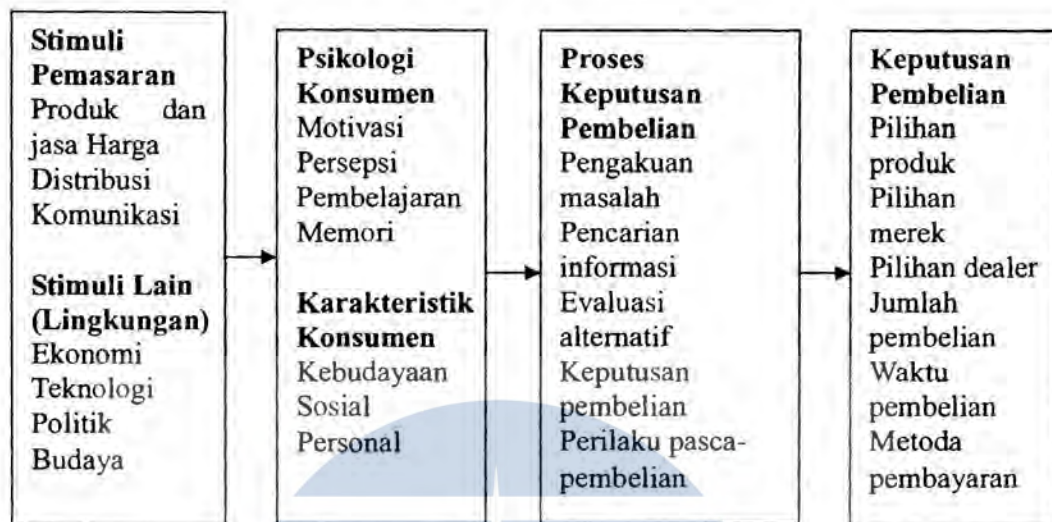 Stimuli
Pemasaran
Produk dan
jasa Harga
Distribusi
Komunikasi
Stimuli Lain
(Lingkungan)
Ekonomi
Teknologi
Politik
Budaya
Psikologi
Konsumen
Motivasi
Persepsi
Pembelajaran
Memori
Karakteristik
Konsumen
Kebudayaan
Sosial
Personal
Proses
Keputusan
Pembelian
Pengakuan
masalah
Pencarian
informasi
Evaluasi
alternatif
Keputusan
pembelian
Perilaku pasca-
pembelian
Keputusan
Pembelian
Pilihan
produk
Pilihan
merek
Pilihan dealer
Jumlah
pembelian
Waktu
pembelian
Metoda
pembayaran